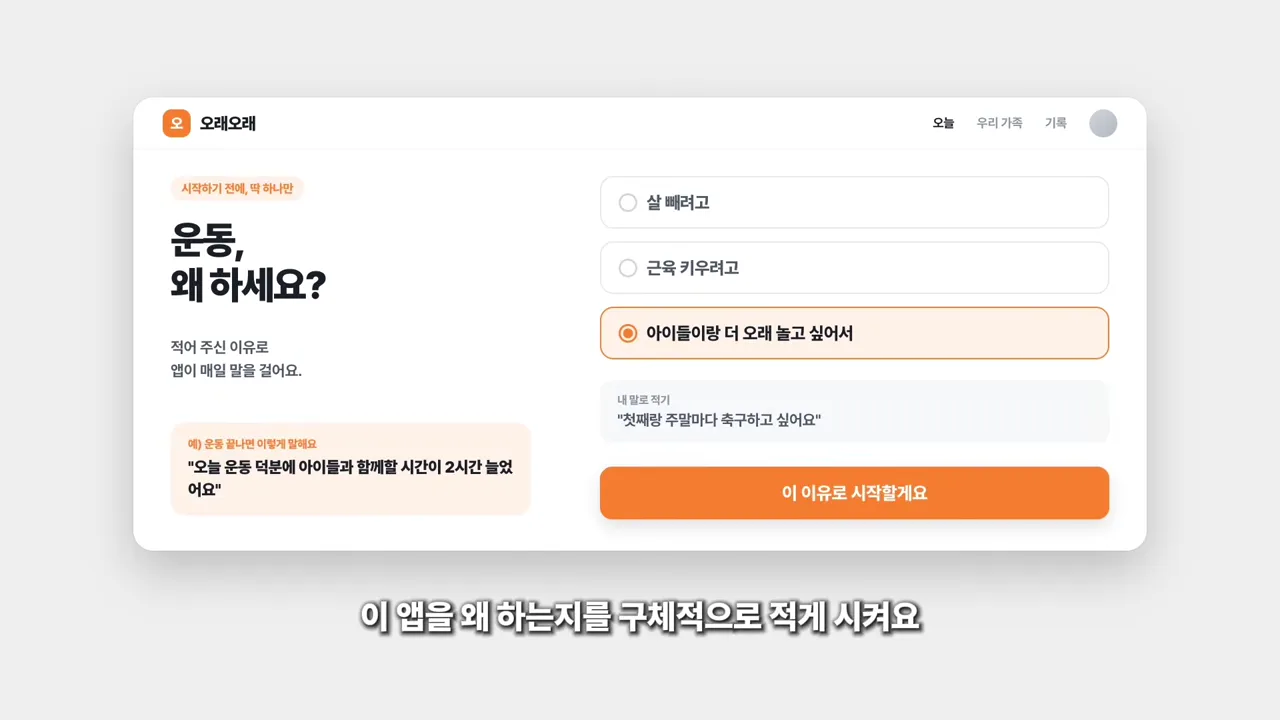 오 오래오래
오늘 우리 가족 기록
시작하기 전에, 딱 하나만
운동,
왜 하세요?
적어 주신 이유로
앱이 매일 말을 걸어요.
예) 운동 끝나면 이렇게 말해요
"오늘 운동 덕분에 아이들과 함께할 시간이 2시간 늘었
어요"
살 빼려고
근육 키우려고
아이들이랑 더 오래 놀고 싶어서
내 말로 적기
"첫째랑 주말마다 축구하고 싶어요"
이 이유로 시작할게요
이 앱을 왜 하는지를 구체적으로 적게 시켜요